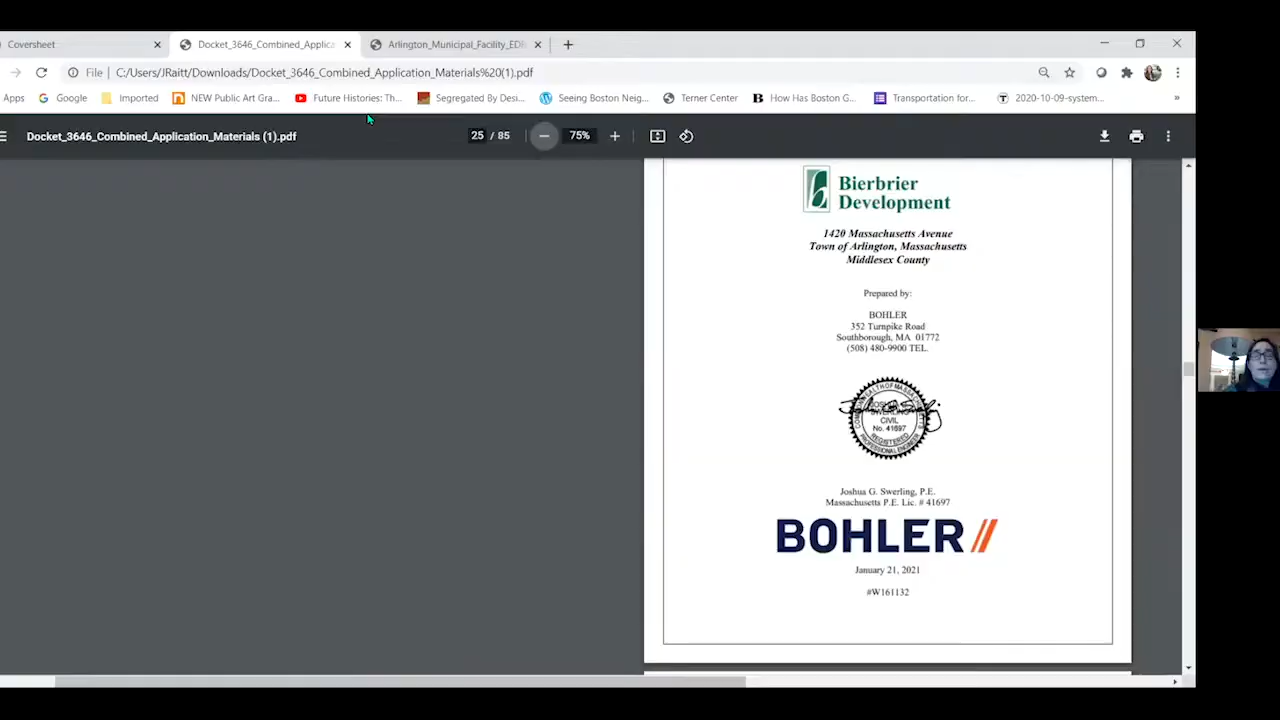 Coversheet
Docket_3646_Combined_Applica
Arlington_Municipal_Facility_EDI
File
C:/Users/JRaitt/Downloads/Docket_3646_Combined_Application_Materials%20(1).pdf
Apps
Google
Imported
NEW Public Art Gra...
Future Histories: Th...
Segregated By Desi...
Seeing Boston Neig...
Terner Center
How Has Boston G...
Transportation for...
2020-10-09-system...
Docket_3646_Combined_Application_Materials (1).pdf
25 / 85
75%
Bierbrier
Development
1420 Massachusetts Avenue
Town of Arlington, Massachusetts
Middlesex County
Prepared by:
BOHLER
352 Turnpike Road
Southborough, MA 01772
(508) 480-9900 TEL.
CIVIL
No. 41697
REGISTERED
PROFESSIONAL ENGINEER
Joshua G. Swerling, P.E.
Massachusetts P.E. Lic. # 41697
BOHLER//
January 21, 2021
#W161132